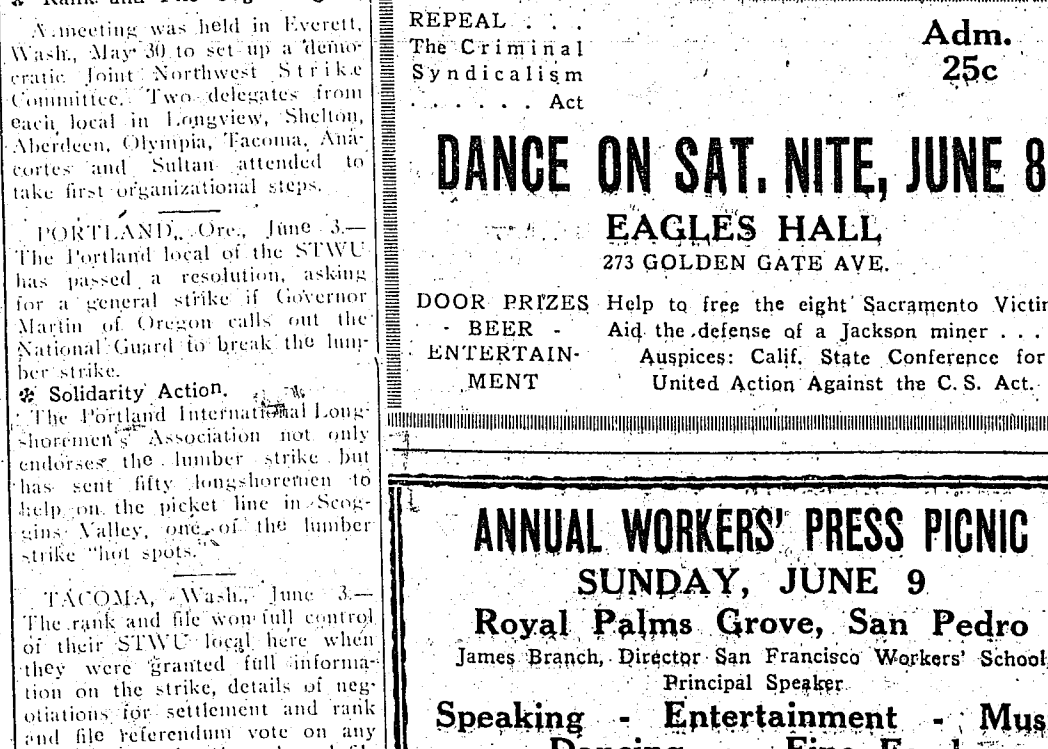 A meeting was held in Everett,
Wash., May 30 to set up a demo-
cratic Joint Northwest Strike
Committee. Two delegates from
each local in Longview, Shelton,
Aberdeen, Olympia, Tacoma, Ana-
cortes and Sultan attended to
take first organizational steps.
PORTLAND, Ore., June 3.—
The Portland local of the STWU
has passed a resolution, asking
for a general strike if Governor
Martin of Oregon calls out the
National Guard to break the lum-
ber strike.
✽ Solidarity Action.
The Portland International Long-
shoremen's Association not only
endorses the lumber strike but
has sent fifty longshoremen to
help on the picket line in Scog-
gins Valley, one of the lumber
strike "hot spots."
TACOMA, Wash., June 3.—
The rank and file won full control
of their STWU local here when
they were granted full informa-
tion on the strike, details of neg-
otiations for settlement and rank
and file referendum vote on any
REPEAL . . .
The Criminal
Syndicalism
. . . . . . Act
Adm.
25c
DANCE ON SAT. NITE, JUNE 8
EAGLES HALL
273 GOLDEN GATE AVE.
DOOR PRIZES
- BEER -
ENTERTAIN-
MENT
Help to free the eight Sacramento Victim
Aid the defense of a Jackson miner . . .
Auspices: Calif. State Conference for
United Action Against the C. S. Act.
ANNUAL WORKERS' PRESS PICNIC
SUNDAY, JUNE 9
Royal Palms Grove, San Pedro
James Branch, Director San Francisco Workers' School,
Principal Speaker
Speaking - Entertainment - Mus